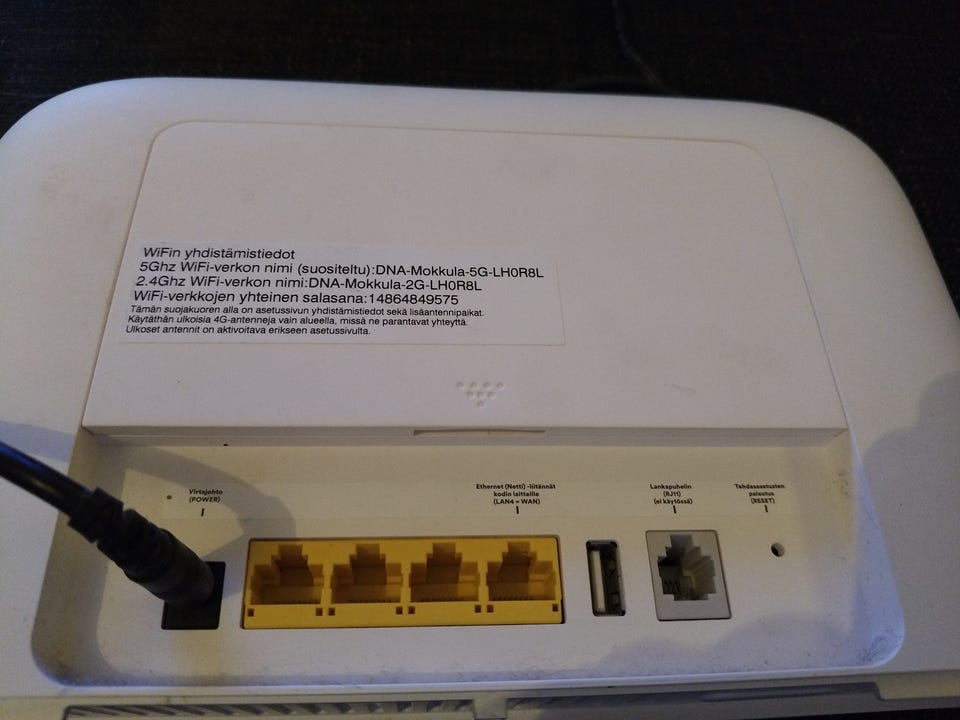 WiFin yhdistämistiedot
5Ghz WiFi-verkon nimi (suositeltu):DNA-Mokkula-5G-LH0R8L
2.4Ghz WiFi-verkon nimi:DNA-Mokkula-2G-LH0R8L
WiFi-verkkojen yhteinen salasana:14864849575
Tämän suojakuoren alla on asetussivun yhdistämistiedot sekä lisäantennipaikat.
Käytäthän ulkoisia 4G-antenneja vain alueella, missä ne parantavat yhteyttä.
Ulkoset antennit on aktivoitava erikseen asetussivulta.
Virtajohto
(POWER)
Ethernet (Netti) -liitännät
kodin laitteille
(LAN4 = WAN)
Lankapuhelin
(RJ11)
(ei käytössä)
Tehdasasetusten
palautus
(RESET)